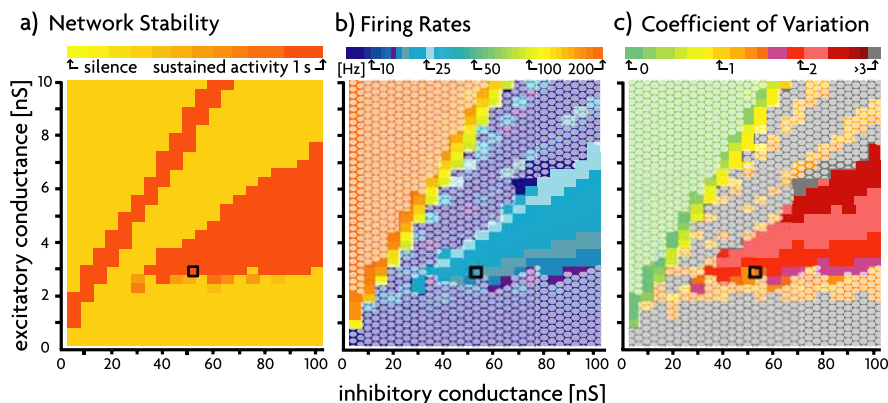 a) Network Stability
b) Firing Rates
c) Coefficient of Variation
silence sustained activity 1 s
[Hz] 10 25 50 100 200
0 1 2 ›3
excitatory conductance [nS]
10
8
6
4
2
0
0 20 40 60 80 100
0 20 40 60 80 100
0 20 40 60 80 100
inhibitory conductance [nS]